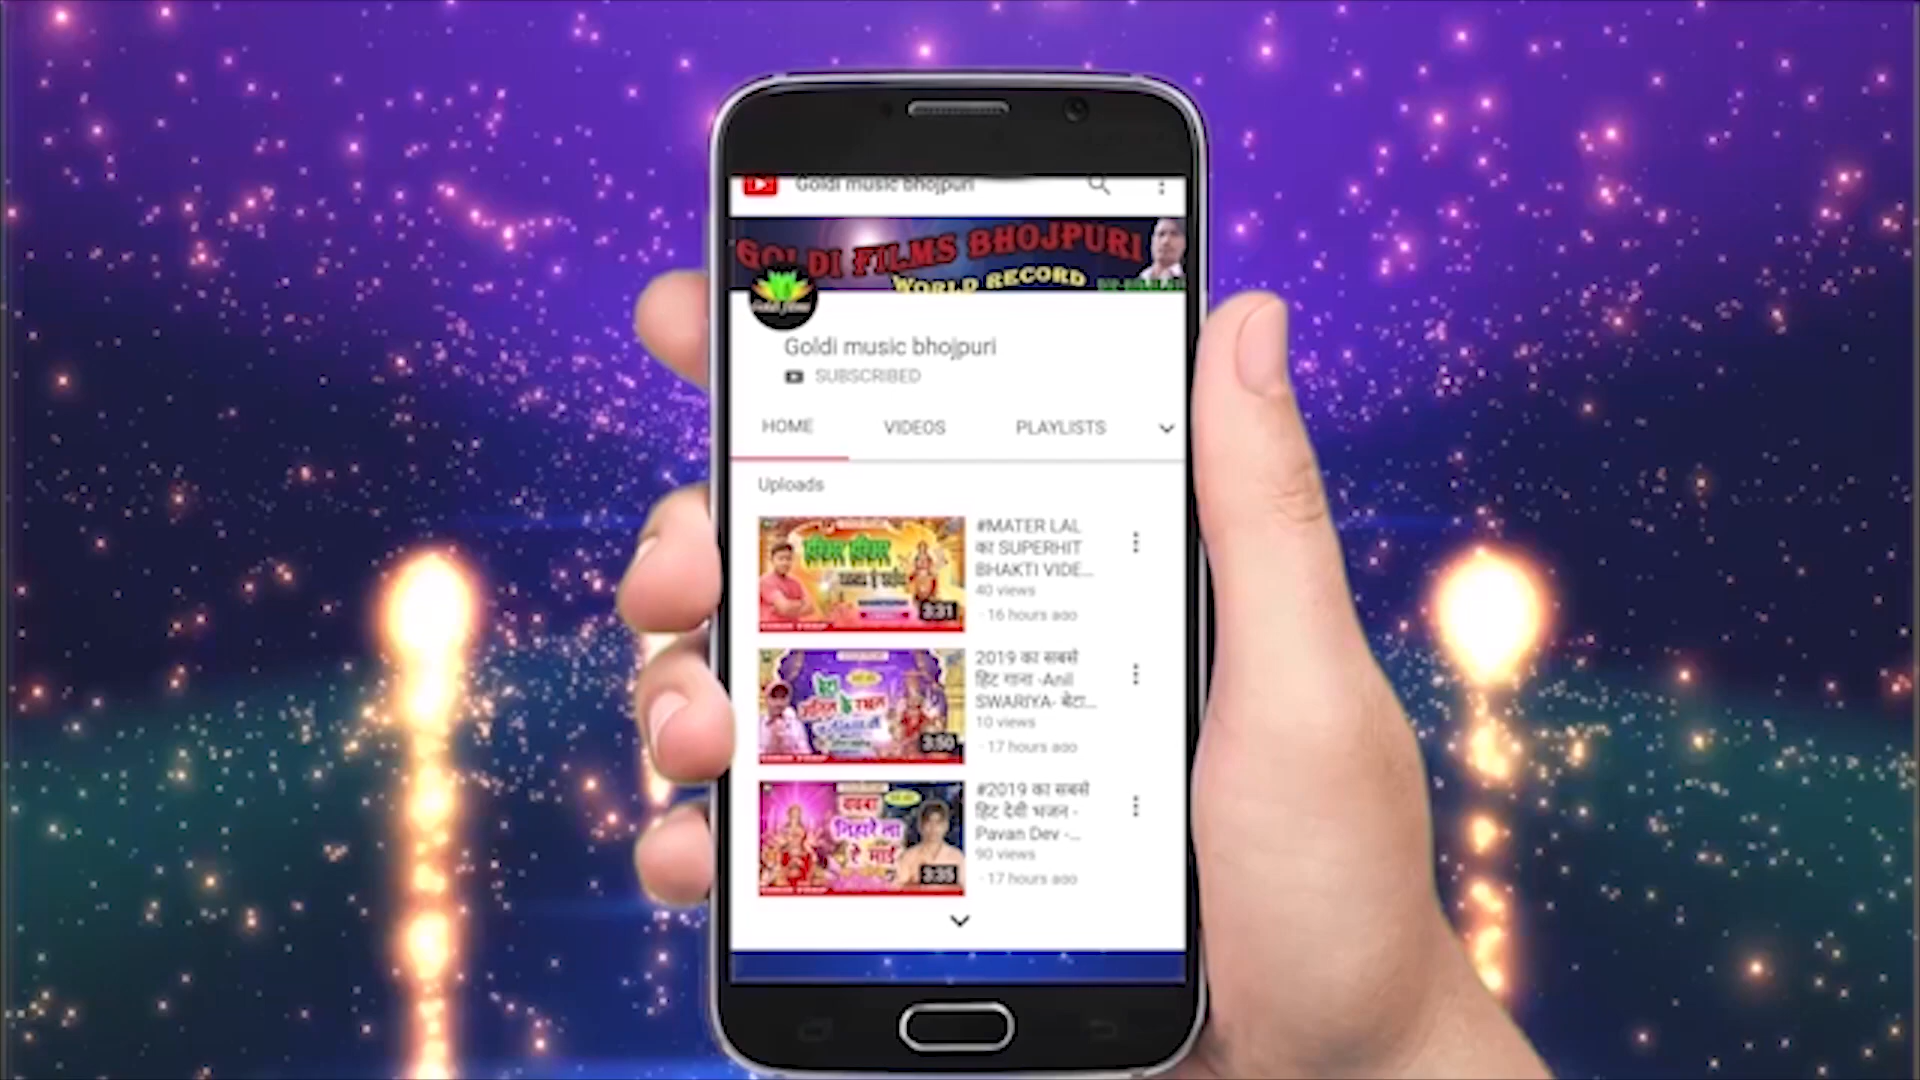 Goldi music bhojpuri
GOLDI FILMS BHOJPURI
WORLD RECORD
Goldi music bhojpuri
SUBSCRIBED
HOME
VIDEOS
PLAYLISTS
Uploads
#MATER LAL
का SUPERHIT
BHAKTI VIDE...
40 views
· 16 hours ago
3:31
2019 का सबसे
हिट गाना -Anil
SWARIYA- बेटा...
10 views
· 17 hours ago
3:50
#2019 का सबसे
हिट देवी भजन -
Pavan Dev -...
90 views
· 17 hours ago
निहारे ला
रे माई
3:35